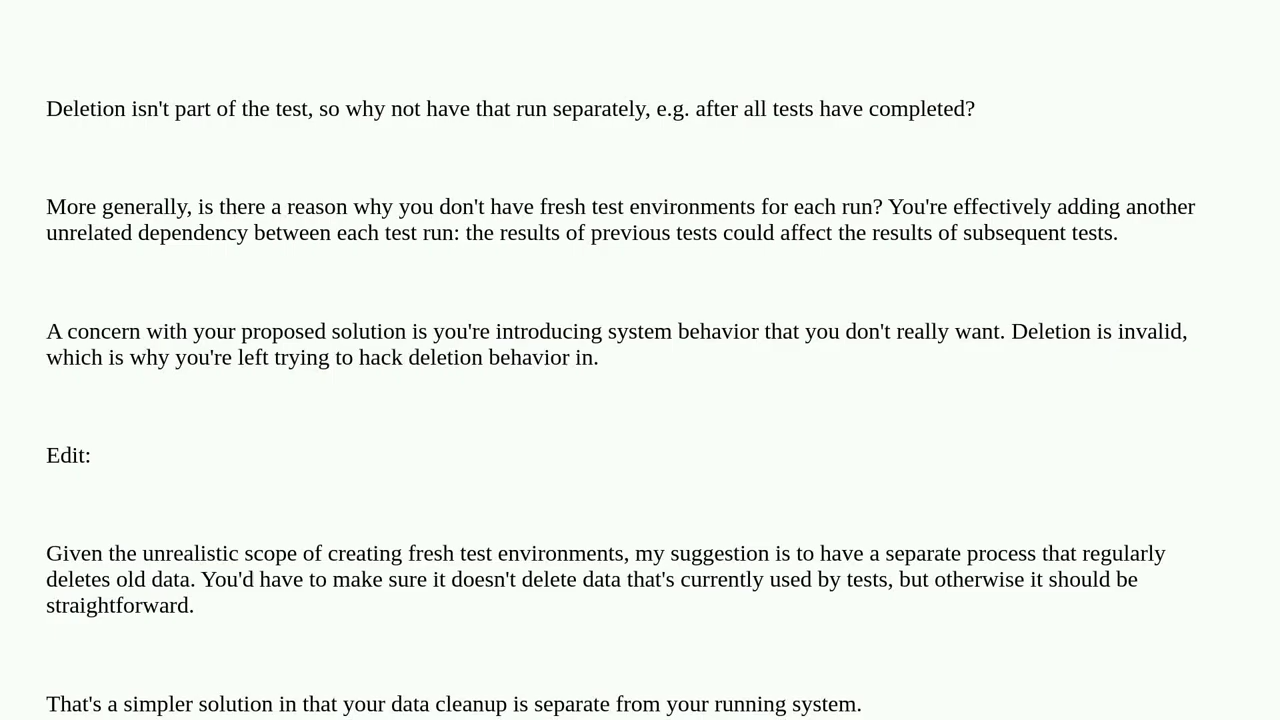 Deletion isn't part of the test, so why not have that run separately, e.g. after all tests have completed?
More generally, is there a reason why you don't have fresh test environments for each run? You're effectively adding another
unrelated dependency between each test run: the results of previous tests could affect the results of subsequent tests.
A concern with your proposed solution is you're introducing system behavior that you don't really want. Deletion is invalid,
which is why you're left trying to hack deletion behavior in.
Edit:
Given the unrealistic scope of creating fresh test environments, my suggestion is to have a separate process that regularly
deletes old data. You'd have to make sure it doesn't delete data that's currently used by tests, but otherwise it should be
straightforward.
That's a simpler solution in that your data cleanup is separate from your running system.